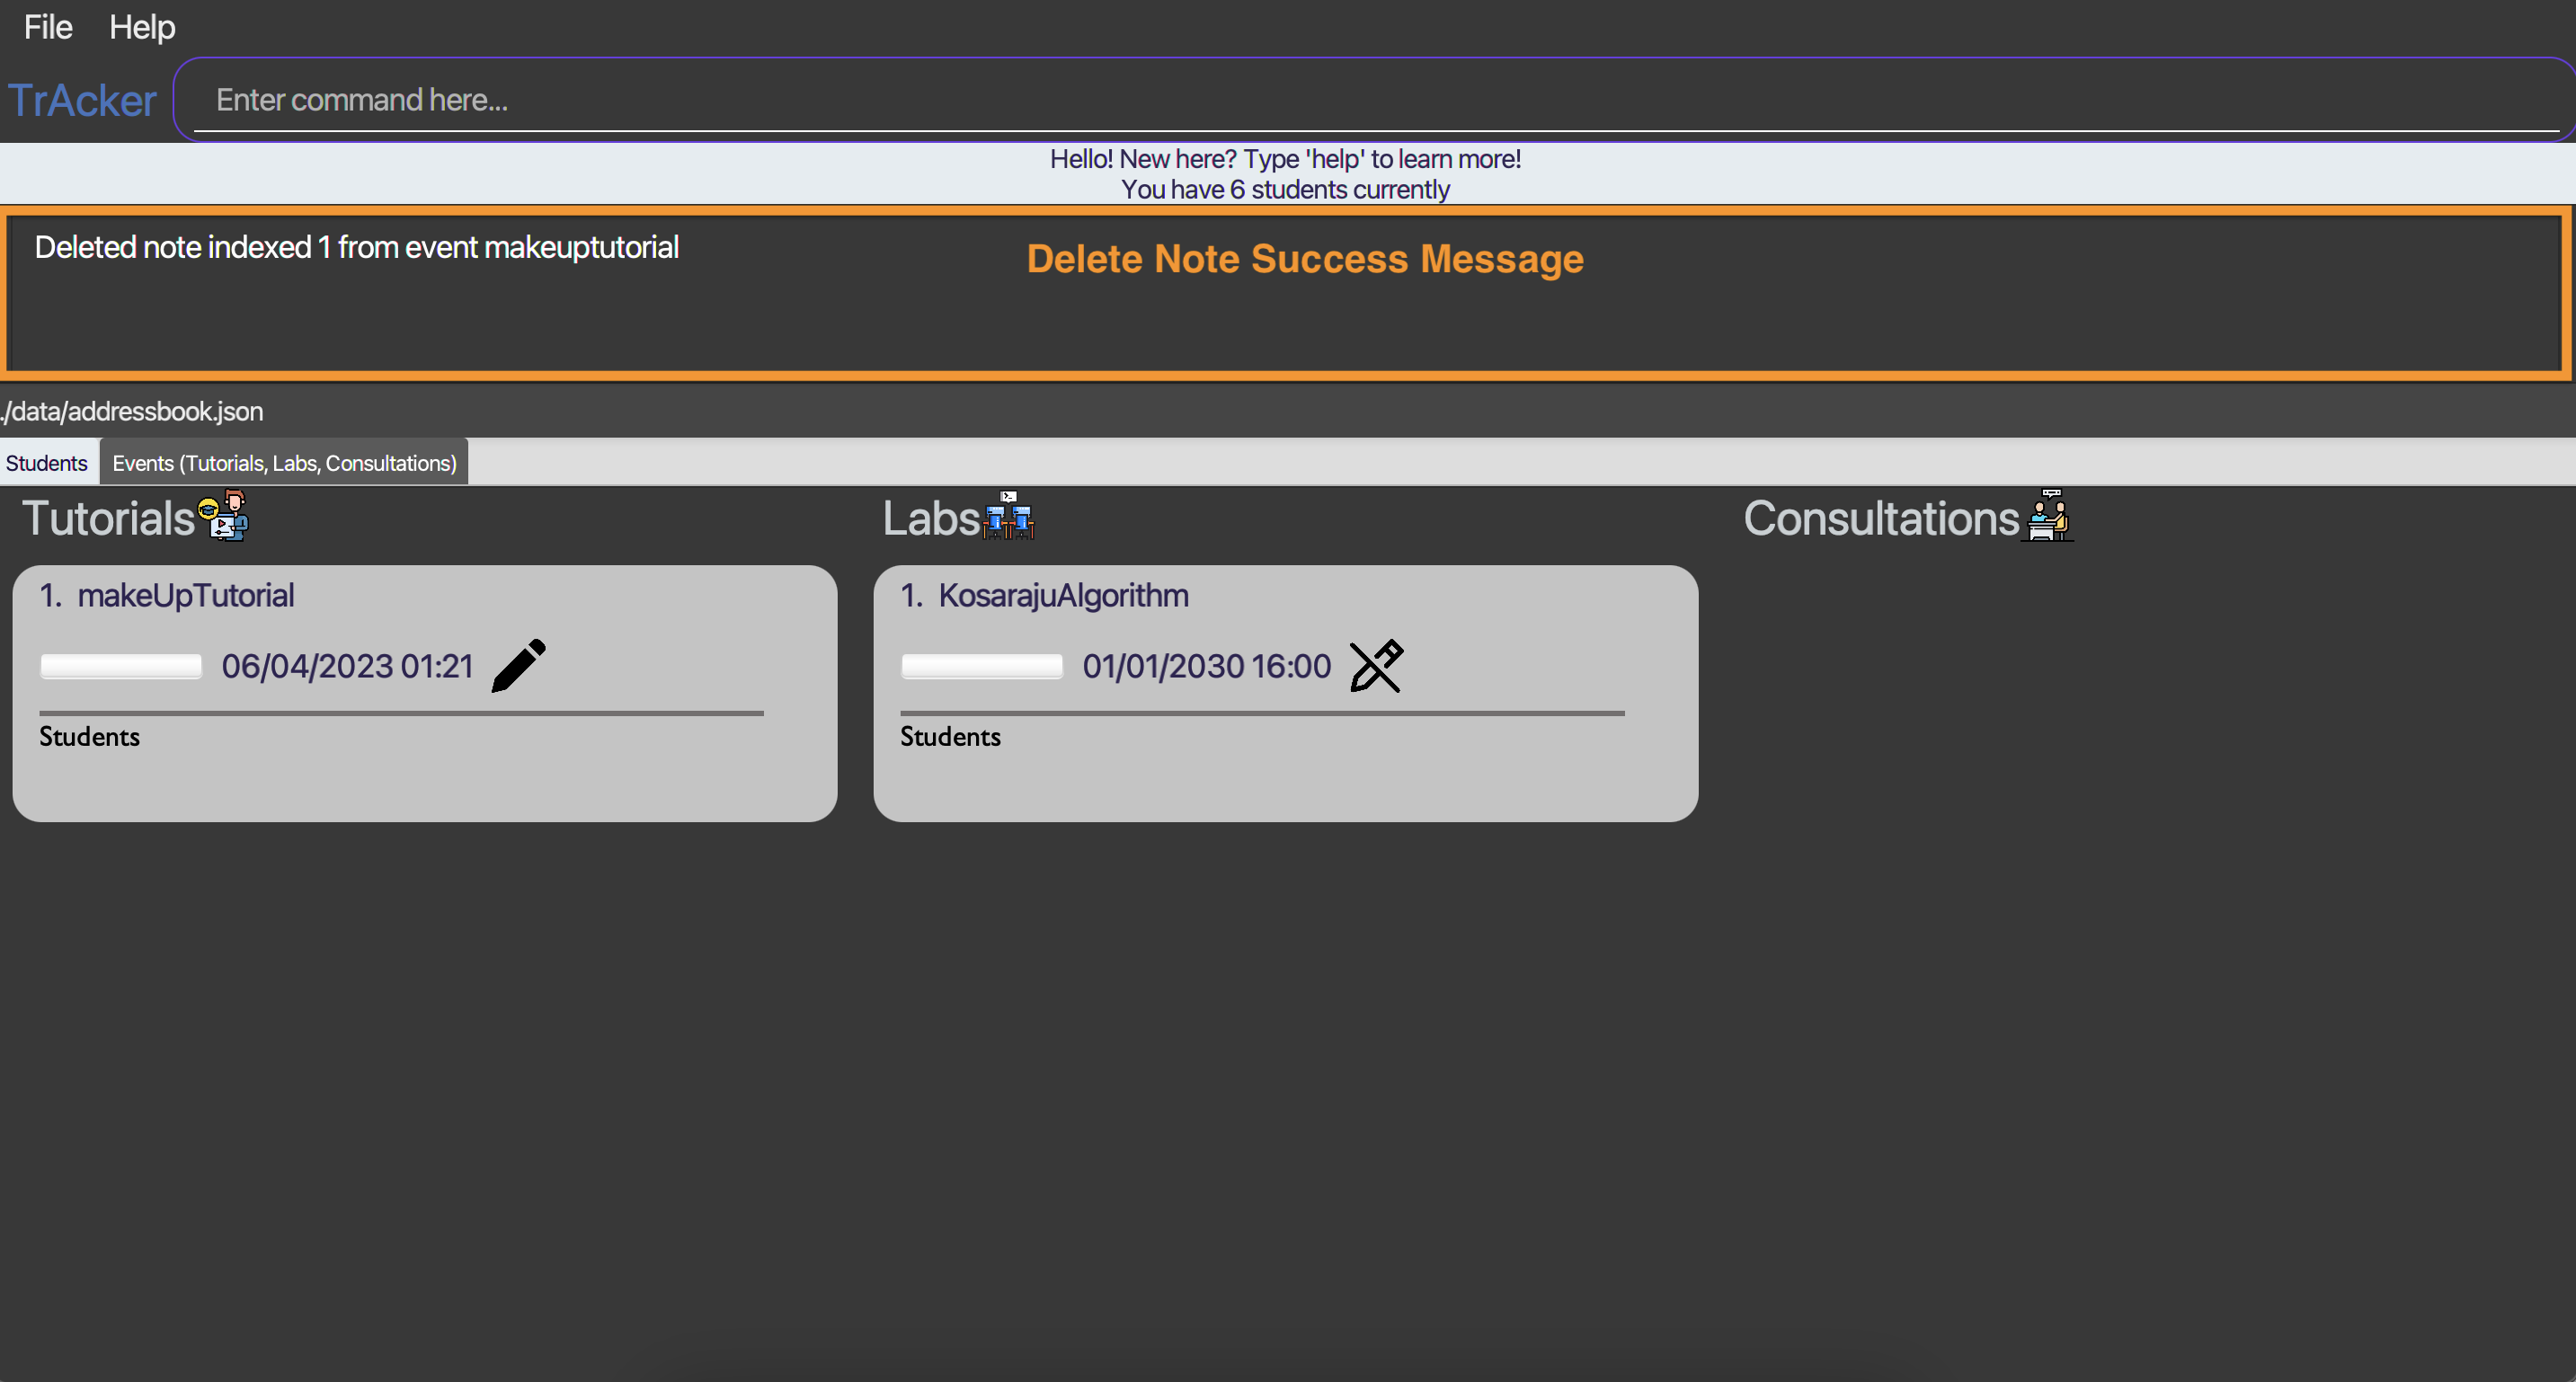 File Help
TrAcker Enter command here...
Hello! New here? Type 'help' to learn more!
You have 6 students currently
Deleted note indexed 1 from event makeuptutorial
Delete Note Success Message
./data/addressbook.json
Students Events (Tutorials, Labs, Consultations)
Tutorials
1. makeUpTutorial
06/04/2023 01:21
Students
Labs
1. KosarajuAlgorithm
01/01/2030 16:00
Students
Consultations